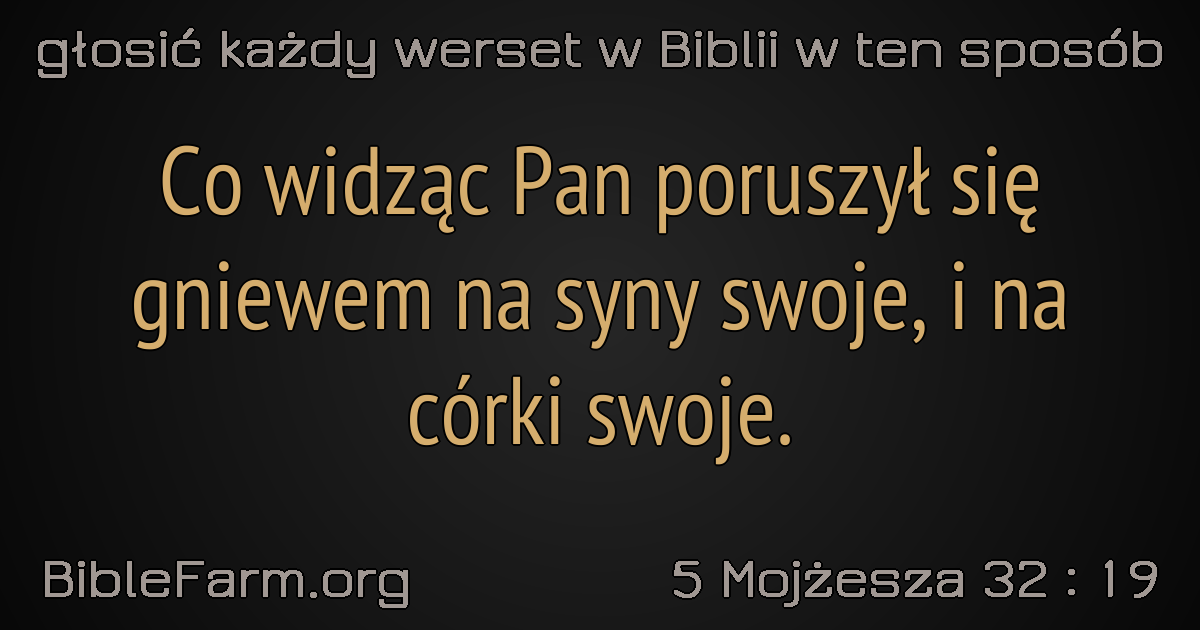 głosić każdy werset w Biblii w ten sposób
Co widząc Pan poruszył się
gniewem na syny swoje, i na
córki swoje.
BibleFarm.org
5 Mojżesza 32 : 19